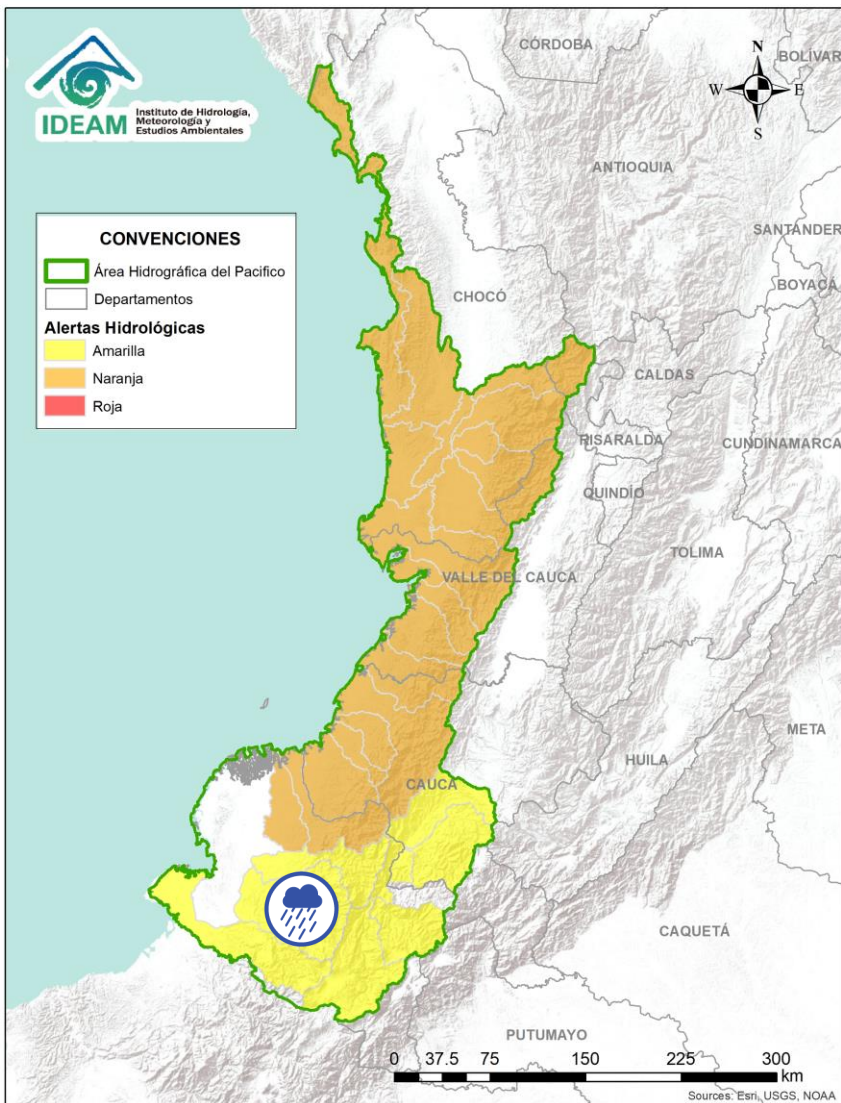 IDEAM
Instituto de Hidrología,
Meteorología y
Estudios Ambientales
CÓRDOBA
BOLÍVAR
N
W E
S
ANTIOQUIA
SANTANDER
BOYACÁ
CONVENCIONES
Área Hidrográfica del Pacifico
Departamentos
Alertas Hidrológicas
Amarilla
Naranja
Roja
CHOCÓ
CALDAS
RISARALDA
CUNDINAMARCA
QUINDÍO
TOLIMA
VALLE DEL CAUCA
META
HUILA
CAUCA
CAQUETÁ
PUTUMAYO
0 37.5 75 150 225 300
km
Sources: Esri, USGS, NOAA